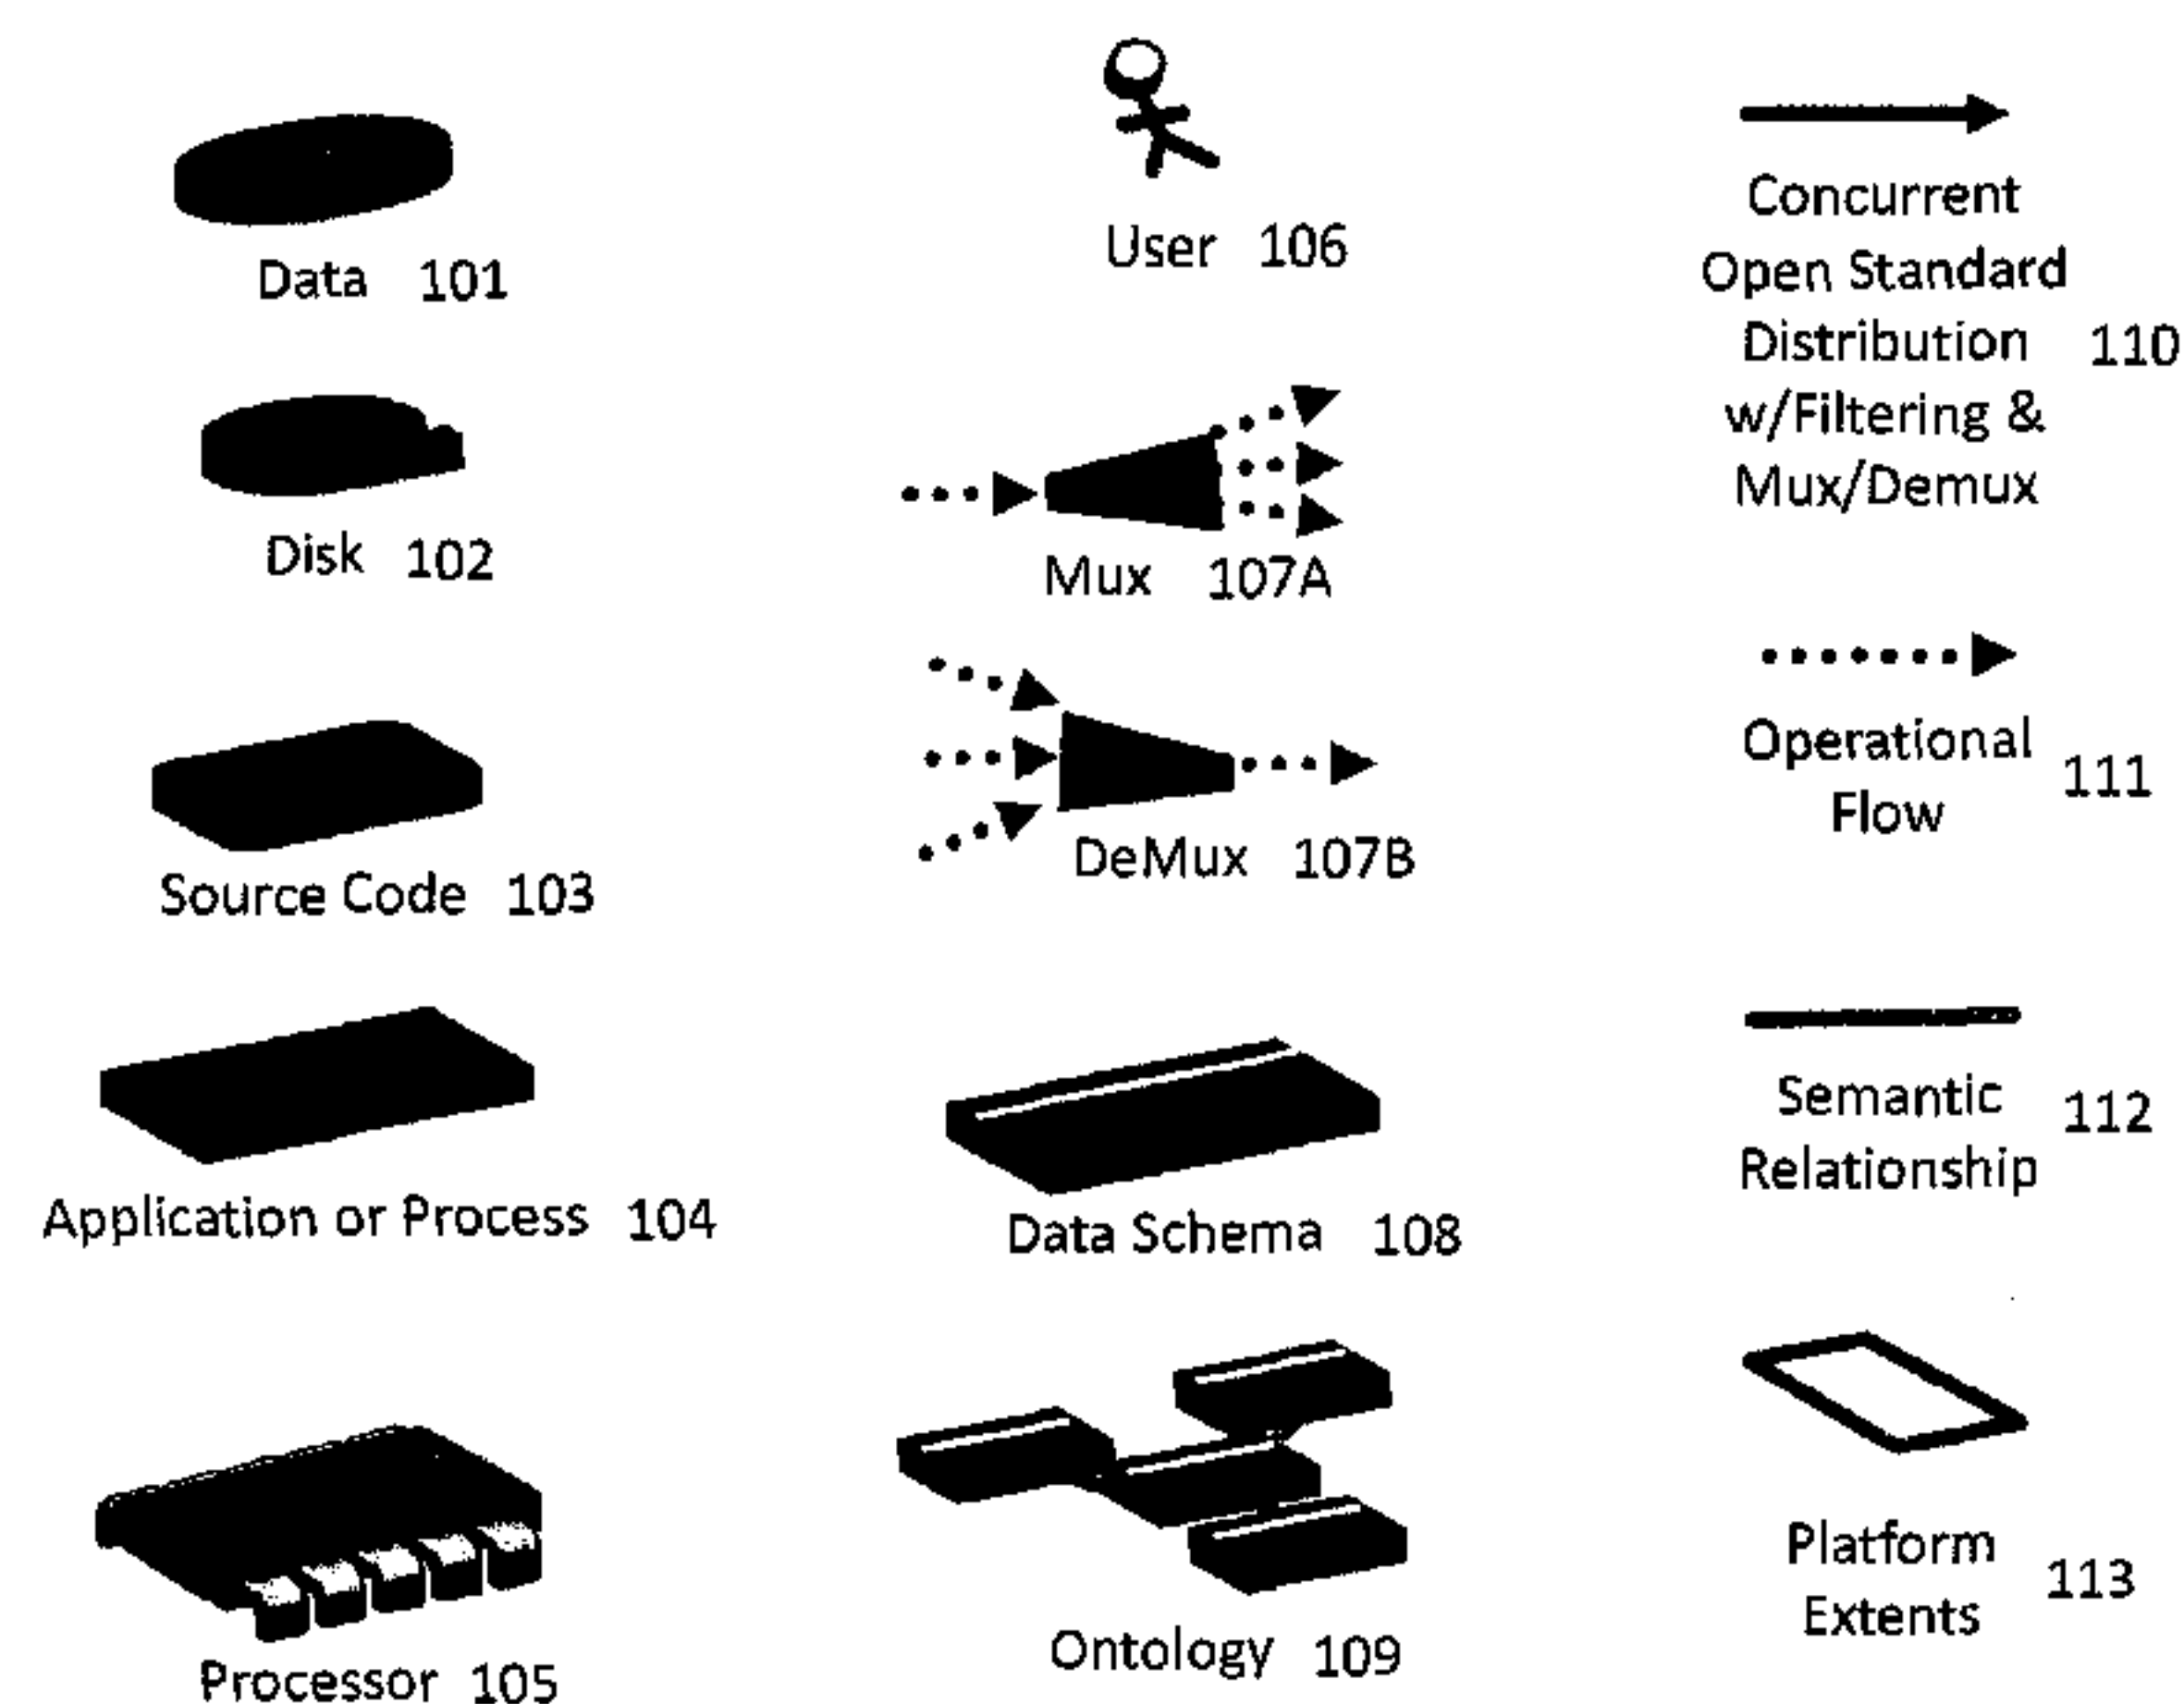 Data 101
Disk 102
Source Code 103
Application or Process 104
Processor 105
User 106
Mux 107A
DeMux 107B
Data Schema 108
Ontology 109
Concurrent
Open Standard
Distribution 110
w/Filtering &
Mux/Demux
Operational
Flow 111
Semantic
Relationship 112
Platform
Extents 113